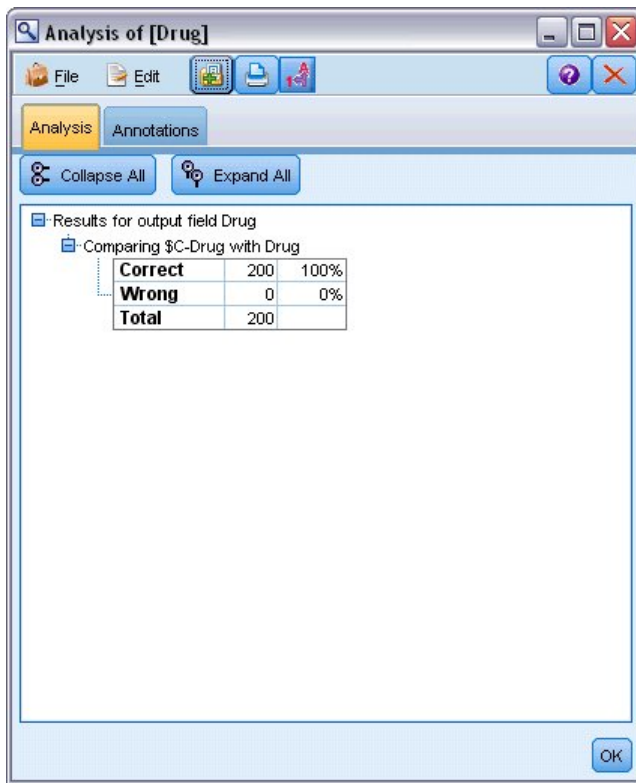 Analysis of [Drug]
File Edit
Analysis Annotations
Collapse All Expand All
Results for output field Drug
Comparing $C-Drug with Drug
Correct 200 100%
Wrong 0 0%
Total 200
OK